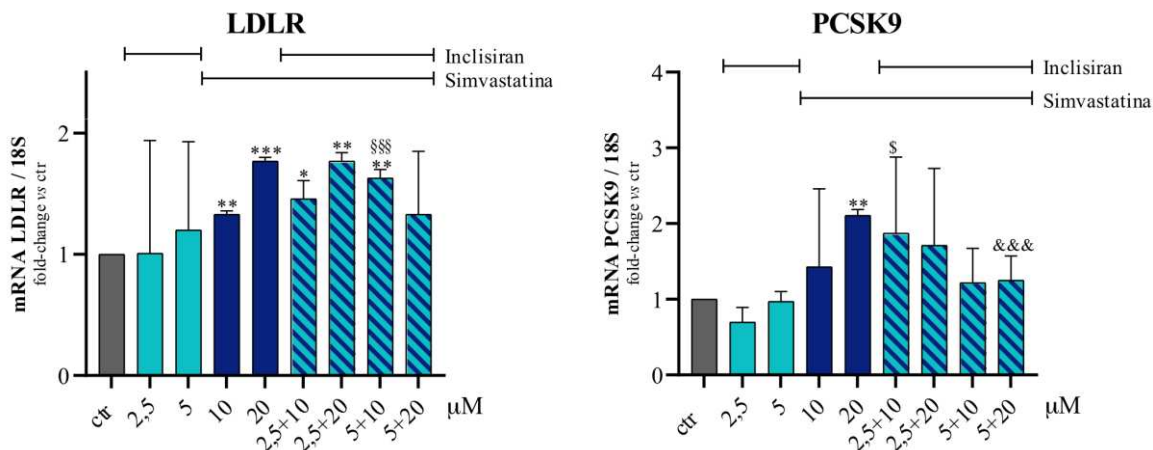 LDLR
Inclisiran
Simvastatina
mRNA LDLR / 18S
fold-change vs ctr
2
1
0
**
***
*
**
§§§
**
ctr
2,5
5
10
20
2,5+10
2,5+20
5+10
5+20
µM
PCSK9
Inclisiran
Simvastatina
mRNA PCSK9 / 18S
fold-change vs ctr
4
3
2
1
0
**
$
&&&
ctr
2,5
5
10
20
2,5+10
2,5+20
5+10
5+20
µM